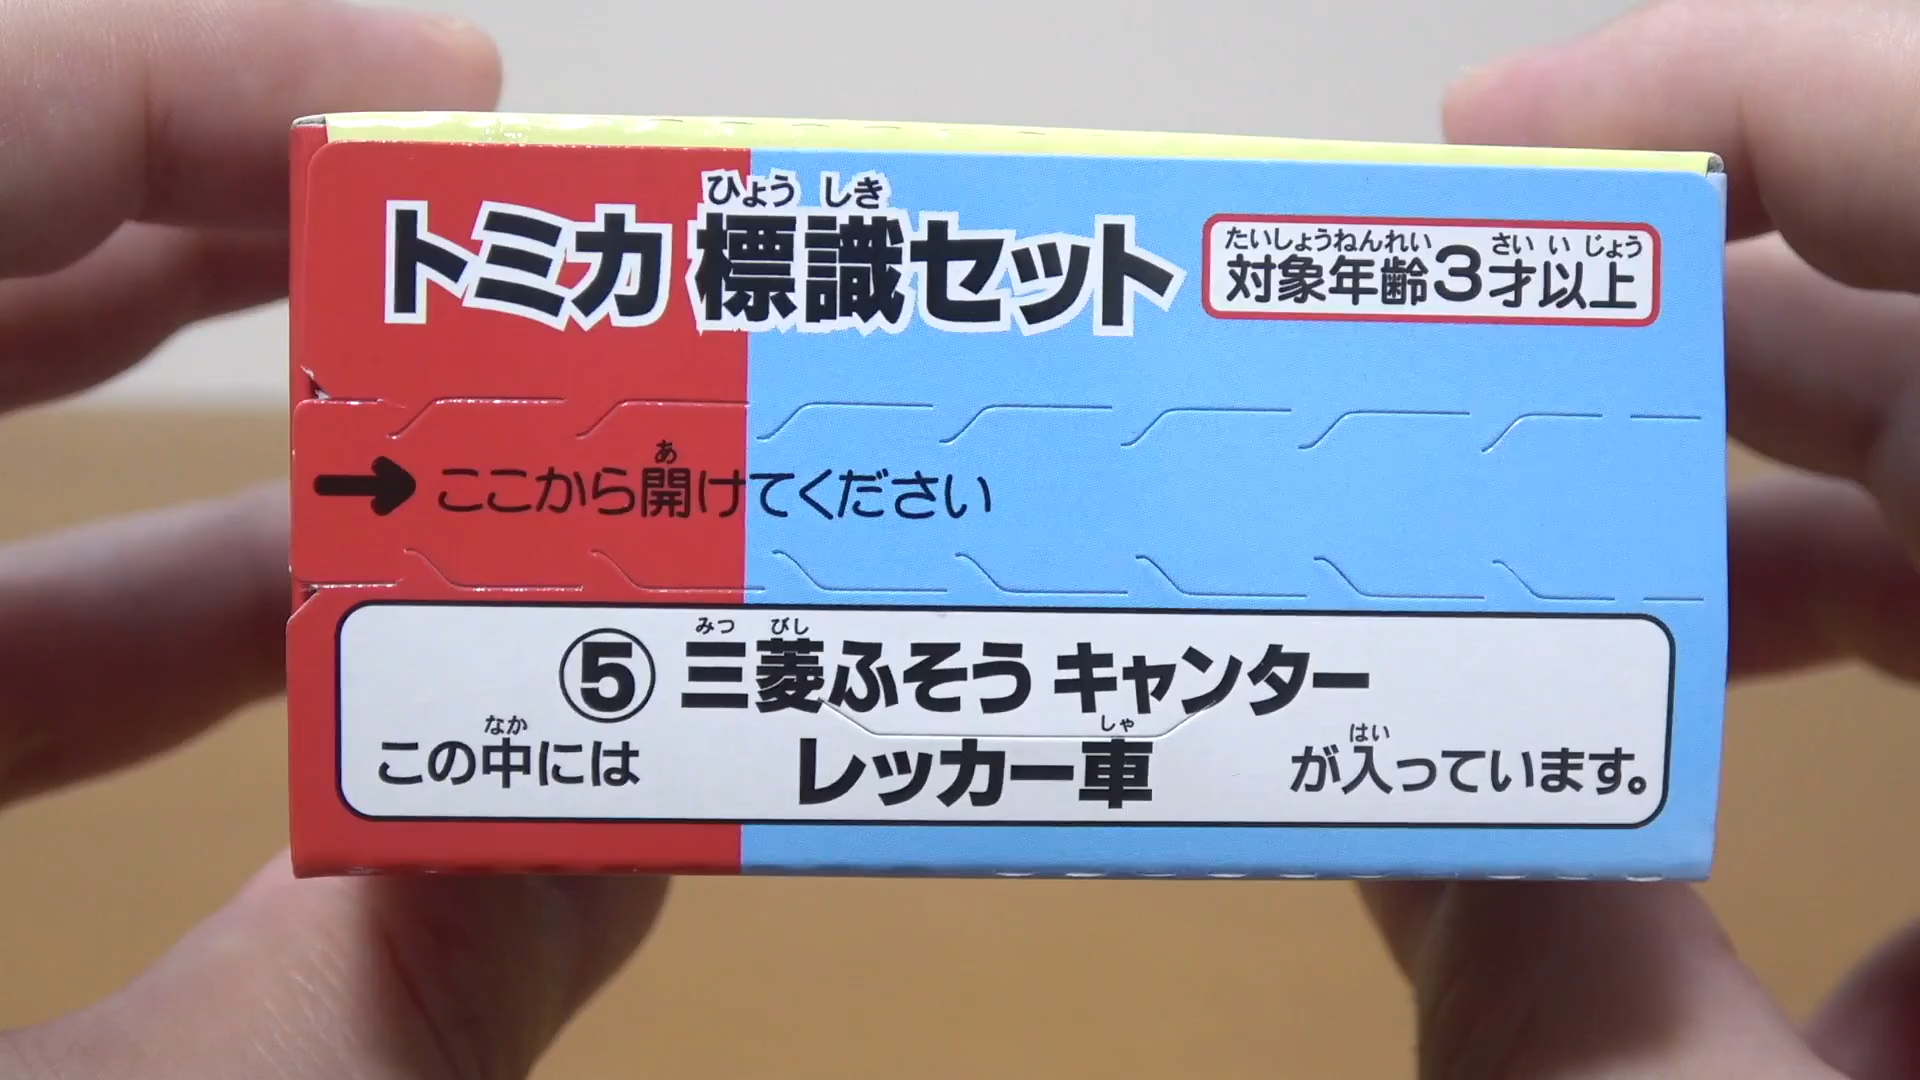 ひょう しき
トミカ 標識セット
たいしょうねんれい さい い じょう
対象年齢3才以上
あ
ここから開けてください
みつ びし
⑤ 三菱ふそう キャンター
なか しゃ はい
この中には レッカー車 が入っています。